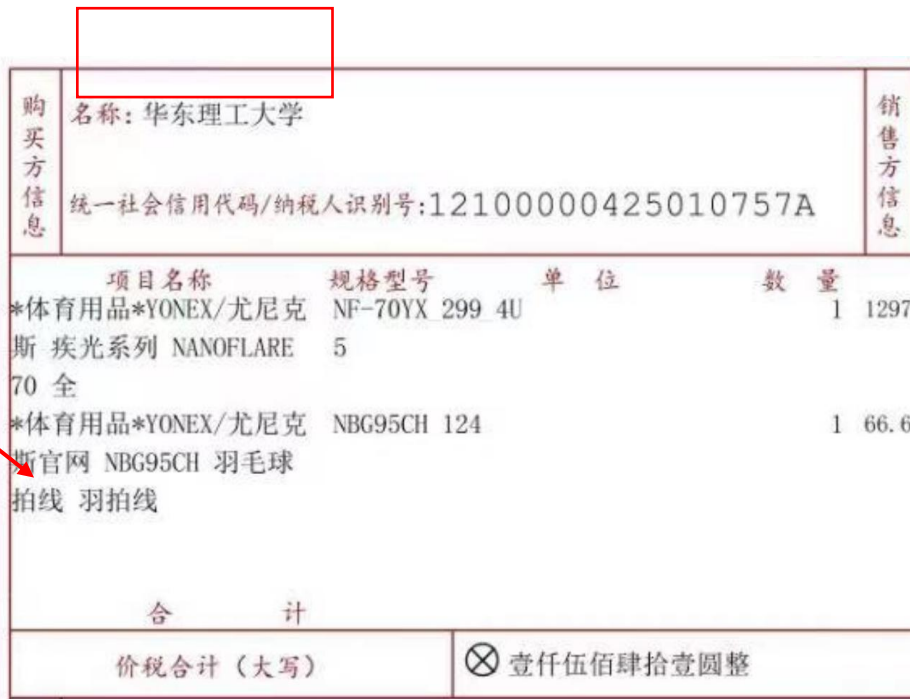 购买方信息
名称：华东理工大学
统一社会信用代码/纳税人识别号：12100000425010757A
销售方信息
项目名称 规格型号 单位 数量
*体育用品*YONEX/尤尼克 NF-70YX 299 4U 1 1297
斯 疾光系列 NANOFLARE 5
70 全
*体育用品*YONEX/尤尼克 NBG95CH 124 1 66.6
斯官网 NBG95CH 羽毛球
拍线 羽拍线
合计
价税合计（大写） ⊗壹仟伍佰肆拾壹圆整